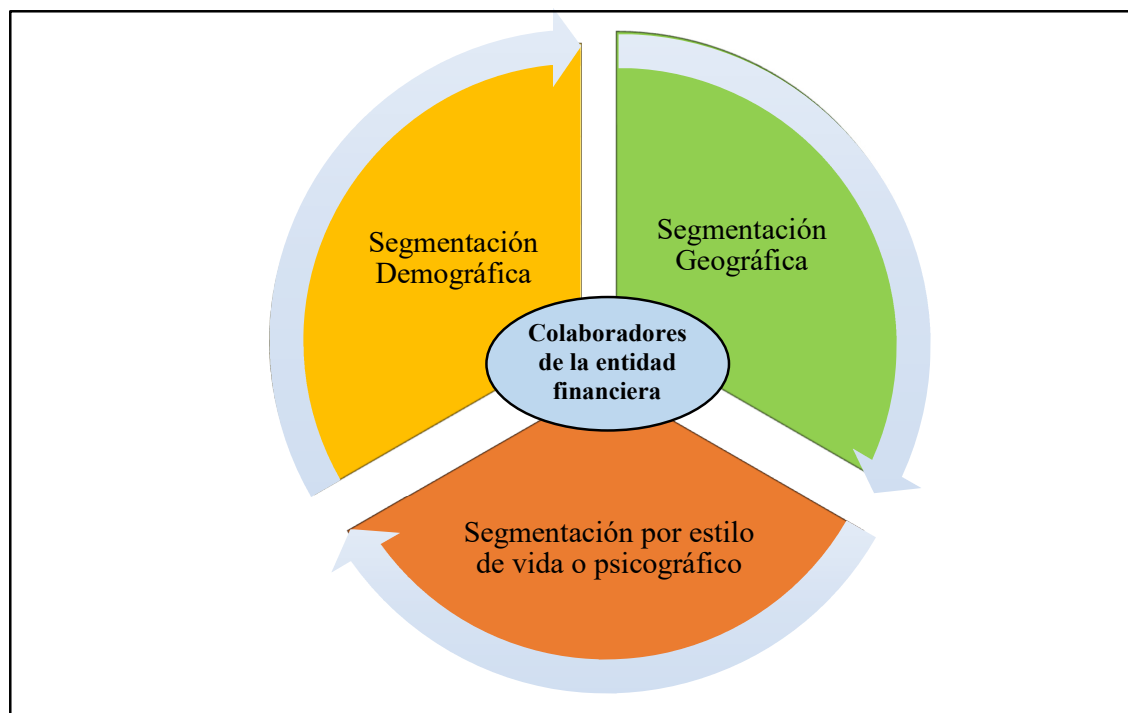 Segmentación
Demográfica
Segmentación
Geográfica
Colaboradores
de la entidad
financiera
Segmentación por estilo
de vida o psicográfico